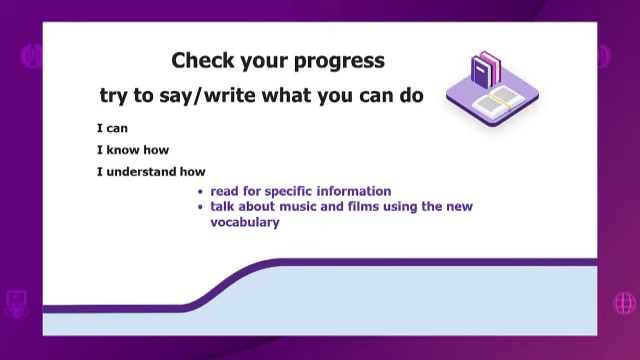 Check your progress
try to say/write what you can do
I can
I know how
I understand how
• read for specific information
• talk about music and films using the new
vocabulary